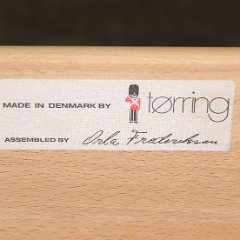 MADE IN DENMARK BY tørring
ASSEMBLED BY Orla Frederiksen